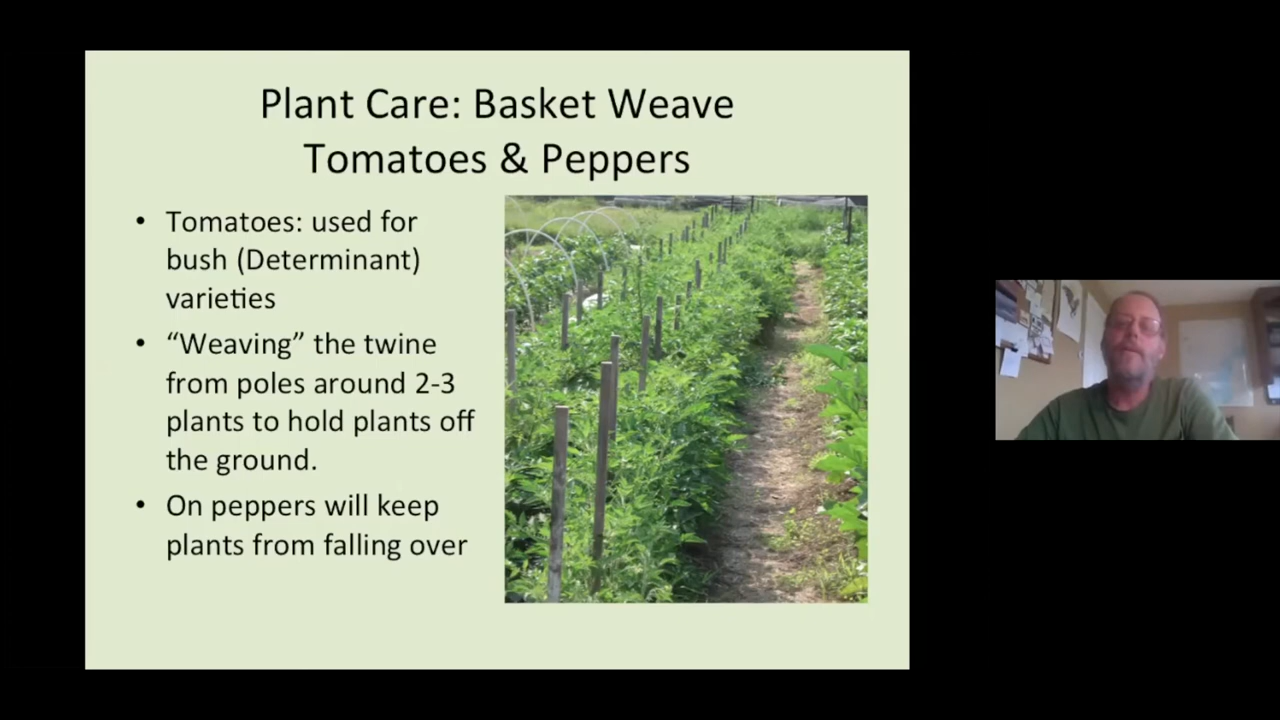 Plant Care: Basket Weave
Tomatoes & Peppers
• Tomatoes: used for
bush (Determinant)
varieties
• “Weaving” the twine
from poles around 2-3
plants to hold plants off
the ground.
• On peppers will keep
plants from falling over